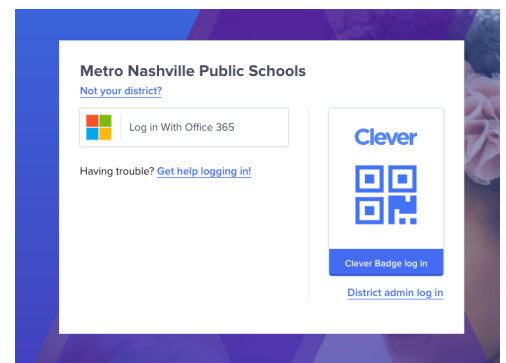 Metro Nashville Public Schools
Not your district?
Log in With Office 365
Having trouble? Get help logging in!
Clever
Clever Badge log in
District admin log in